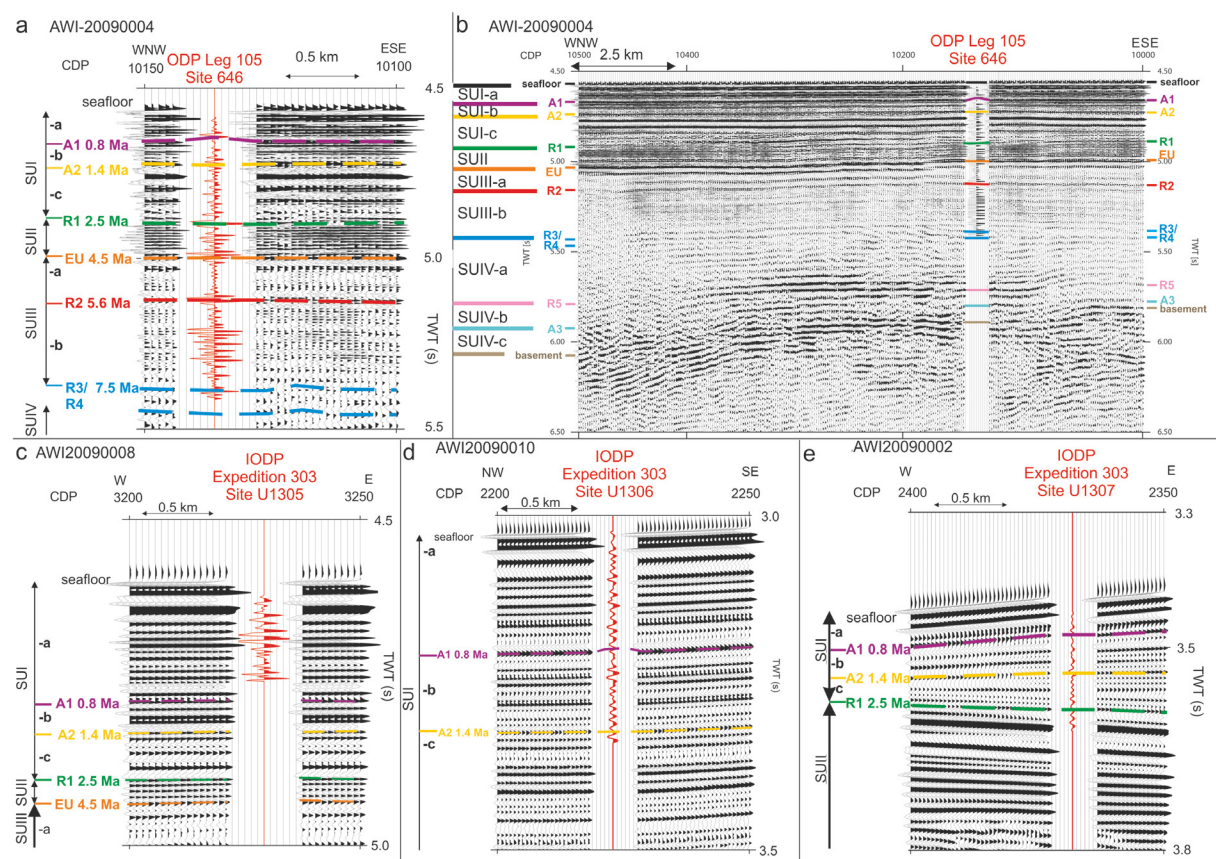 a
AWI-20090004
WNW
ODP Leg 105
ESE
CDP
10150
Site 646
0.5 km
10100
4.5
seafloor
-a
A1 0.8 Ma
-b
A2 1.4 Ma
SUI
-c
R1 2.5 Ma
SUII
EU 4.5 Ma
5.0
-a
R2 5.6 Ma
SUIII
TWT (s)
-b
R3/ 7.5 Ma
R4
SUIV
5.5
b
AWI-20090004
WNW
ODP Leg 105
ESE
CDP
10500
10400
10200
Site 646
10000
2.5 km
4.50
4.50
seafloor
seafloor
SUI-a
A1
A1
SUI-b
A2
A2
SUI-c
R1
R1
SUII
5.00
EU
EU
5.00
SUIII-a
R2
R2
SUIII-b
R3/
R4
R3/
R4
TWT [s]
5.50
5.50
TWT [s]
SUIV-a
R5
R5
A3
SUIV-b
basement
A3
SUIV-c
6.00
6.00
basement
6.50
6.50
c
AWI20090008
W
IODP
E
Expedition 303
CDP
3200
Site U1305
3250
0.5 km
4.5
seafloor
-a
SUI
TWT (s)
A1 0.8 Ma
-b
A2 1.4 Ma
-c
R1 2.5 Ma
SUII
EU 4.5 Ma
SUIII
-a
5.0
d
AWI20090010
NW
IODP
SE
Expedition 303
CDP
2200
Site U1306
2250
0.5 km
3.0
seafloor
-a
A1 0.8 Ma
TWT (s)
-b
SUI
A2 1.4 Ma
-c
3.5
e
AWI20090002
W
IODP
E
Expedition 303
CDP
2400
Site U1307
2350
0.5 km
3.3
seafloor
-a
SUI
A1 0.8 Ma
3.5
-b
A2 1.4 Ma
c
R1 2.5 Ma
TWT (s)
SUII
3.8